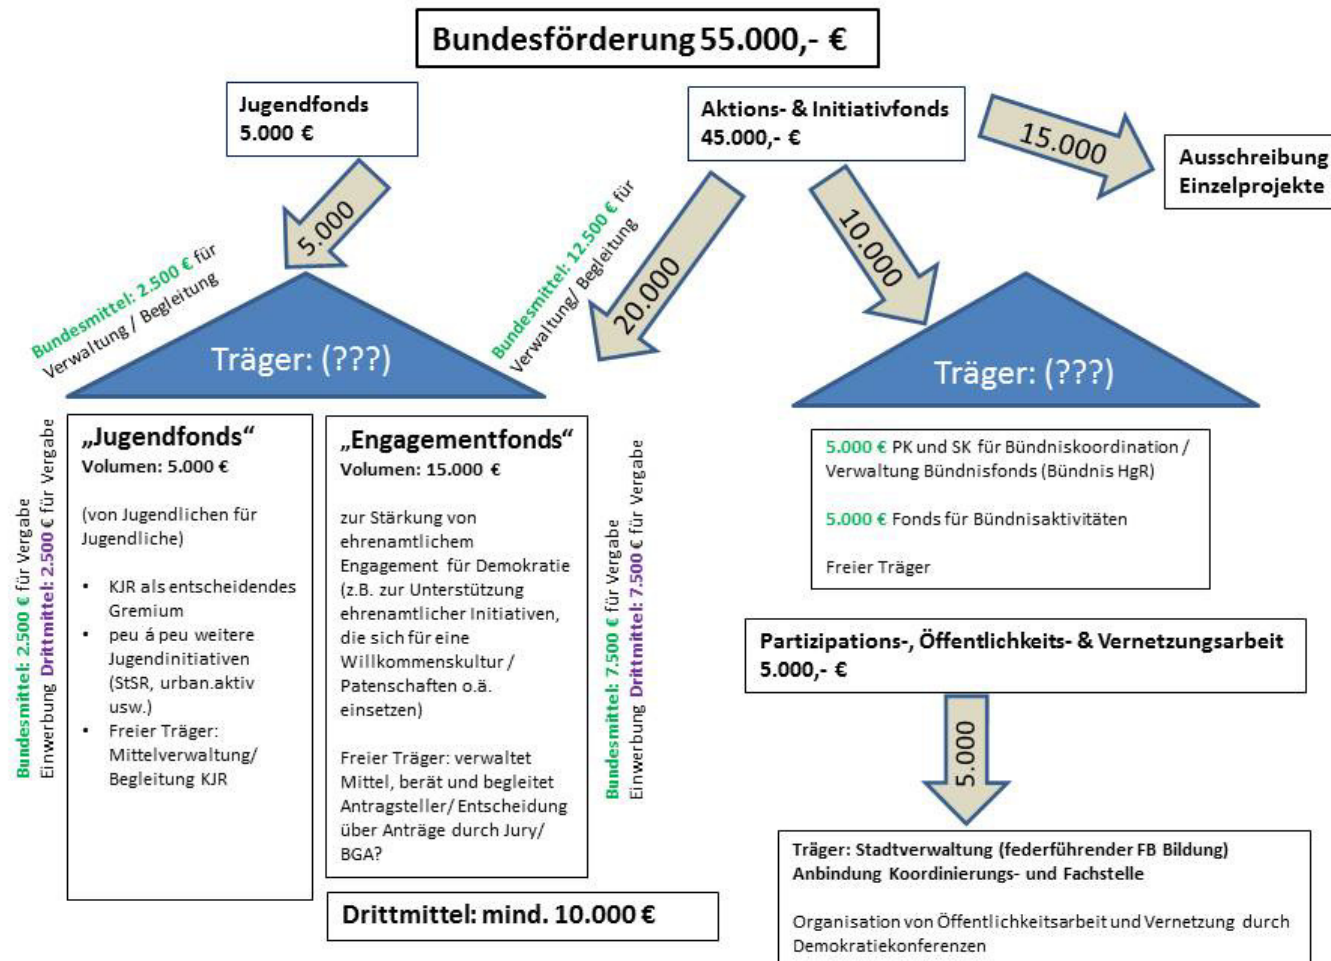 Bundesförderung 55.000,- €
Jugendfonds
5.000 €
Aktions- & Initiativfonds
45.000,- €
15.000
Ausschreibung
Einzelprojekte
5.000
20.000
10.000
Bundesmittel: 2.500 € für
Verwaltung / Begleitung
Bundesmittel: 12.500 € für
Verwaltung/ Begleitung
Träger: (???)
Träger: (???)
Bundesmittel: 2.500 € für Vergabe
Einwerbung Drittmittel: 2.500 € für Vergabe
„Jugendfonds“
Volumen: 5.000 €
(von Jugendlichen für
Jugendliche)
• KJR als entscheidendes
Gremium
• peu á peu weitere
Jugendinitiativen
(StSR, urban.aktiv
usw.)
• Freier Träger:
Mittelverwaltung/
Begleitung KJR
„Engagementfonds“
Volumen: 15.000 €
zur Stärkung von
ehrenamtlichem
Engagement für Demokratie
(z.B. zur Unterstützung
ehrenamtlicher Initiativen,
die sich für eine
Willkommenskultur /
Patenschaften o.ä.
einsetzen)
Freier Träger: verwaltet
Mittel, berät und begleitet
Antragsteller/ Entscheidung
über Anträge durch Jury/
BGA?
Bundesmittel: 7.500 € für Vergabe
Einwerbung Drittmittel: 7.500 € für Vergabe
Drittmittel: mind. 10.000 €
5.000 € PK und SK für Bündniskoordination /
Verwaltung Bündnisfonds (Bündnis HgR)
5.000 € Fonds für Bündnisaktivitäten
Freier Träger
Partizipations-, Öffentlichkeits- & Vernetzungsarbeit
5.000,- €
5.000
Träger: Stadtverwaltung (federführender FB Bildung)
Anbindung Koordinierungs- und Fachstelle
Organisation von Öffentlichkeitsarbeit und Vernetzung durch
Demokratiekonferenzen